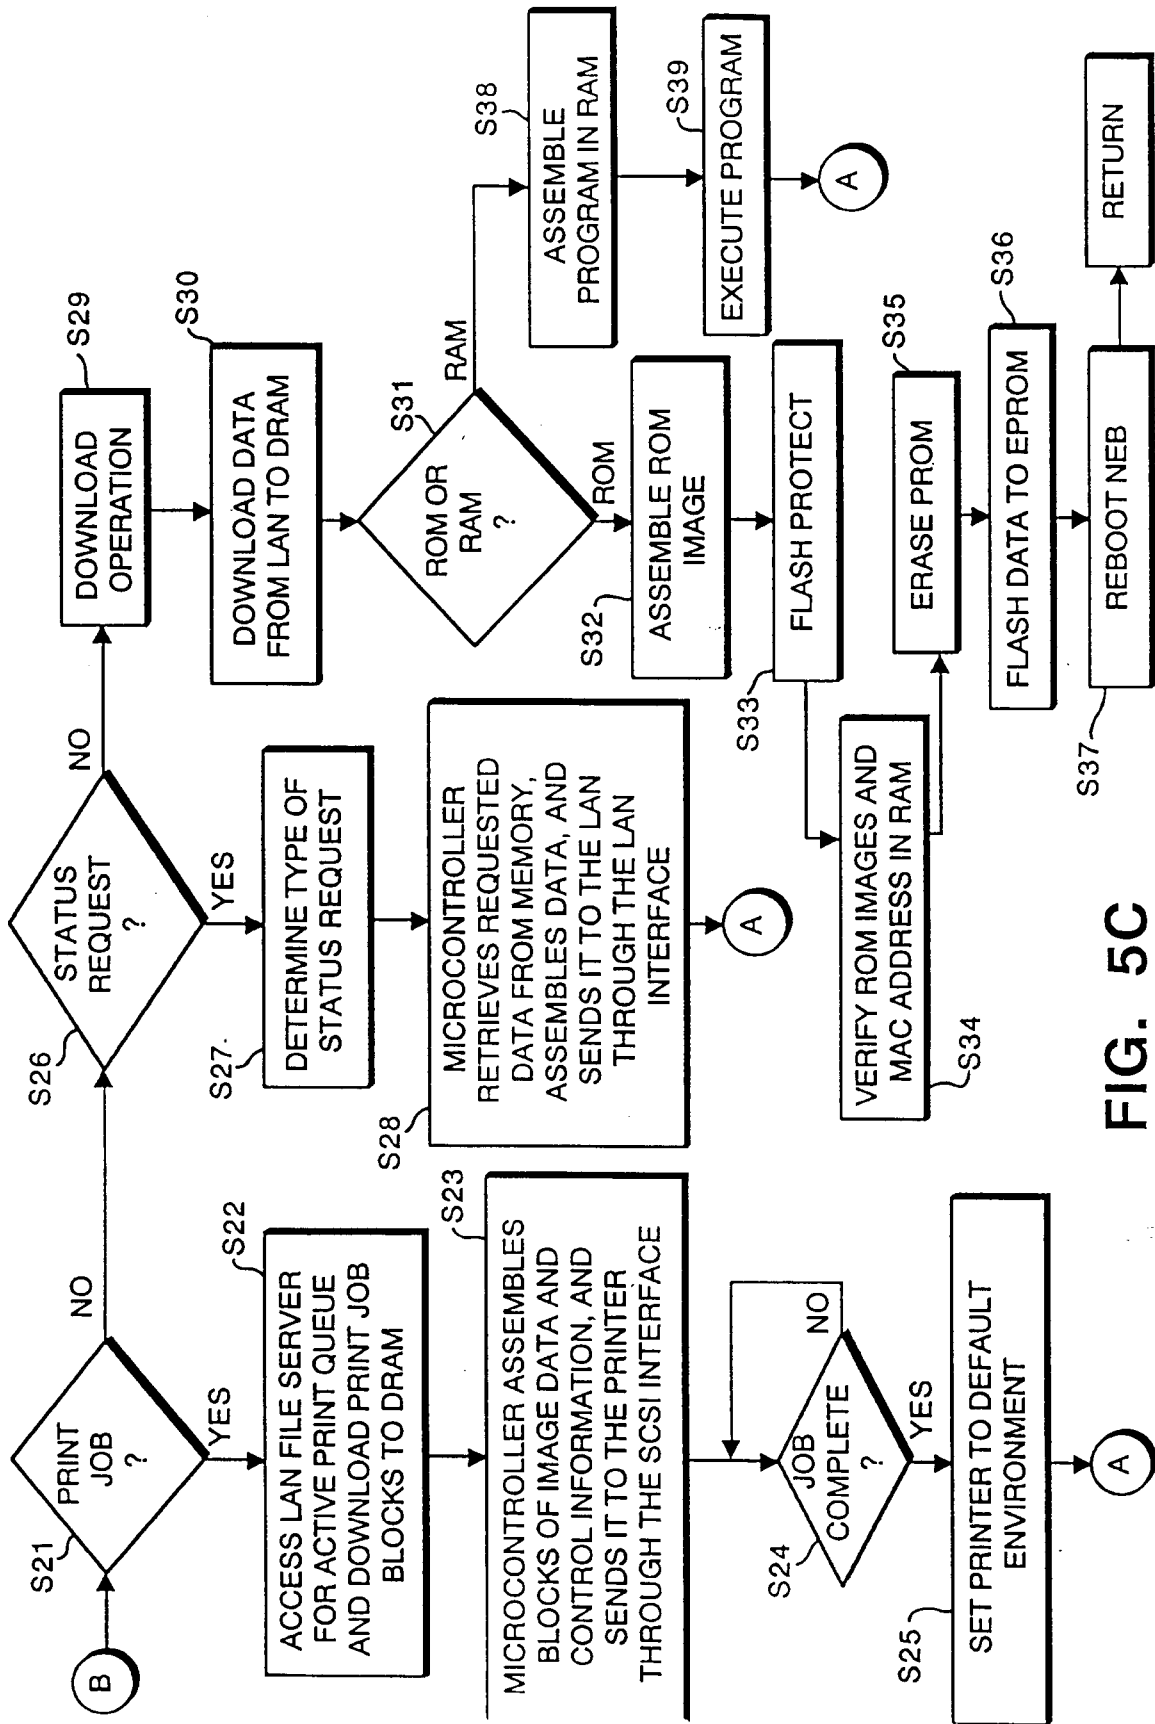 B
S21
PRINT
JOB
?
NO
YES
S22
ACCESS LAN FILE SERVER
FOR ACTIVE PRINT QUEUE
AND DOWNLOAD PRINT JOB
BLOCKS TO DRAM
S23
MICROCONTROLLER ASSEMBLES
BLOCKS OF IMAGE DATA AND
CONTROL INFORMATION, AND
SENDS IT TO THE PRINTER
THROUGH THE SCSI INTERFACE
S24
JOB
COMPLETE
?
NO
YES
S25
SET PRINTER TO DEFAULT
ENVIRONMENT
A
S26
STATUS
REQUEST
?
NO
YES
S27
DETERMINE TYPE OF
STATUS REQUEST
S28
MICROCONTROLLER
RETRIEVES REQUESTED
DATA FROM MEMORY,
ASSEMBLES DATA, AND
SENDS IT TO THE LAN
THROUGH THE LAN
INTERFACE
A
S29
DOWNLOAD
OPERATION
S30
DOWNLOAD DATA
FROM LAN TO DRAM
S31
ROM OR
RAM
?
RAM
ROM
S32
ASSEMBLE ROM
IMAGE
S33
FLASH PROTECT
VERIFY ROM IMAGES AND
MAC ADDRESS IN RAM
S34
S35
ERASE PROM
S36
FLASH DATA TO EPROM
S37
REBOOT NEB
RETURN
S38
ASSEMBLE
PROGRAM IN RAM
S39
EXECUTE PROGRAM
A
FIG. 5C